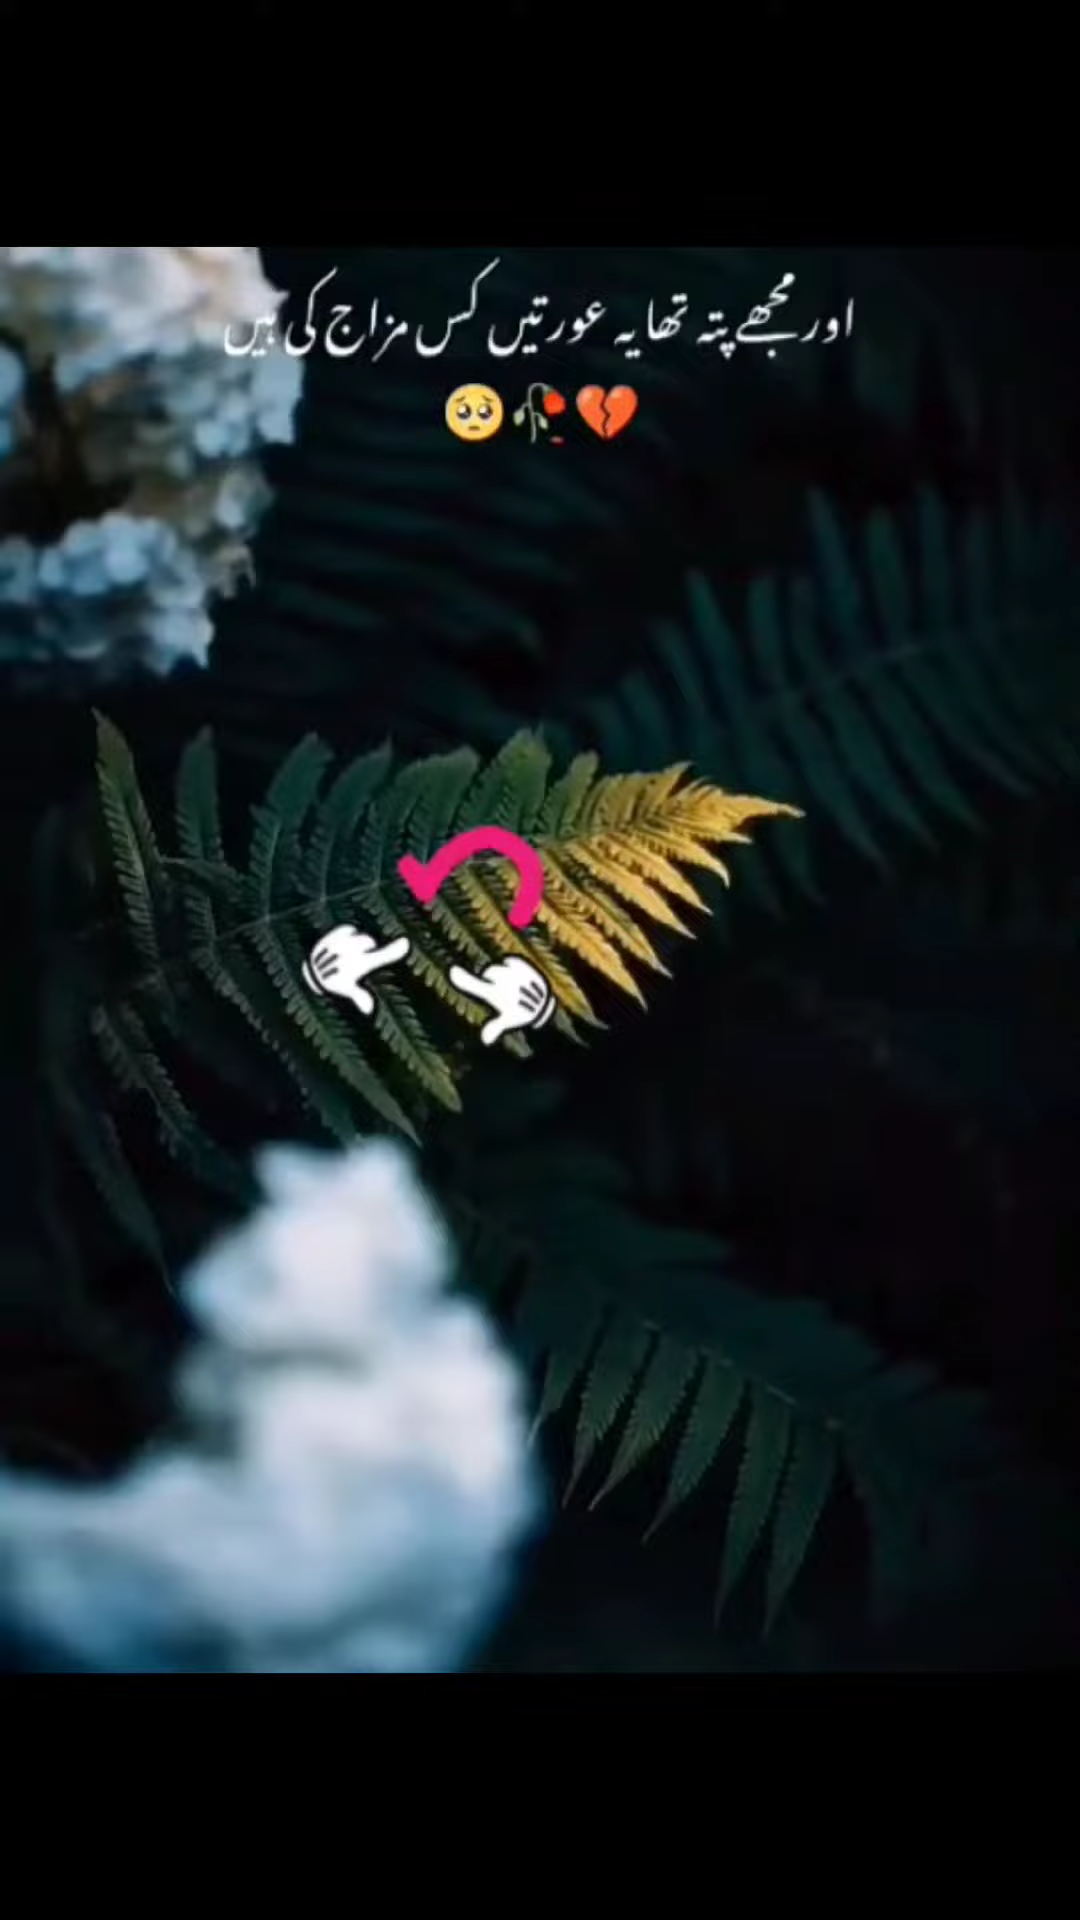 اور مجھے پتہ تھا یہ عورتیں کس مزاج کی ہیں
🥺🥀💔